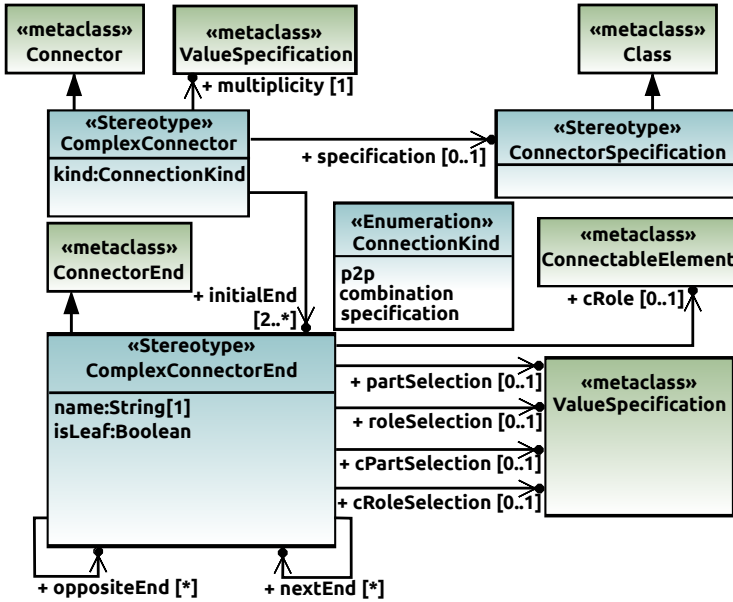 «metaclass»
Connector
«metaclass»
ValueSpecification
«metaclass»
Class
+ multiplicity [1]
«Stereotype»
ComplexConnector
kind:ConnectionKind
+ specification [0..1]
«Stereotype»
ConnectorSpecification
«metaclass»
ConnectorEnd
+ initialEnd
[2..*]
«Enumeration»
ConnectionKind
p2p
combination
specification
«metaclass»
ConnectableElement
+ cRole [0..1]
«Stereotype»
ComplexConnectorEnd
name:String[1]
isLeaf:Boolean
+ partSelection [0..1]
+ roleSelection [0..1]
+ cPartSelection [0..1]
+ cRoleSelection [0..1]
«metaclass»
ValueSpecification
+ oppositeEnd [*]
+ nextEnd [*]